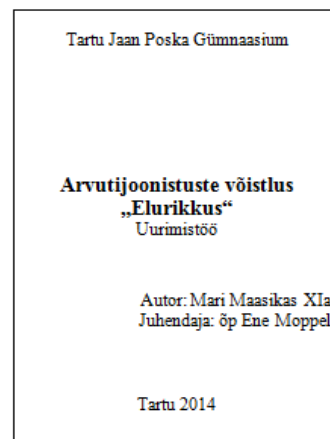 Tartu Jaan Poska Gümnaasium
Arvutijoonistuste võistlus
„Elurikkus“
Uurimistöö
Autor: Mari Maasikas XIa
Juhendaja: õp Ene Moppel
Tartu 2014